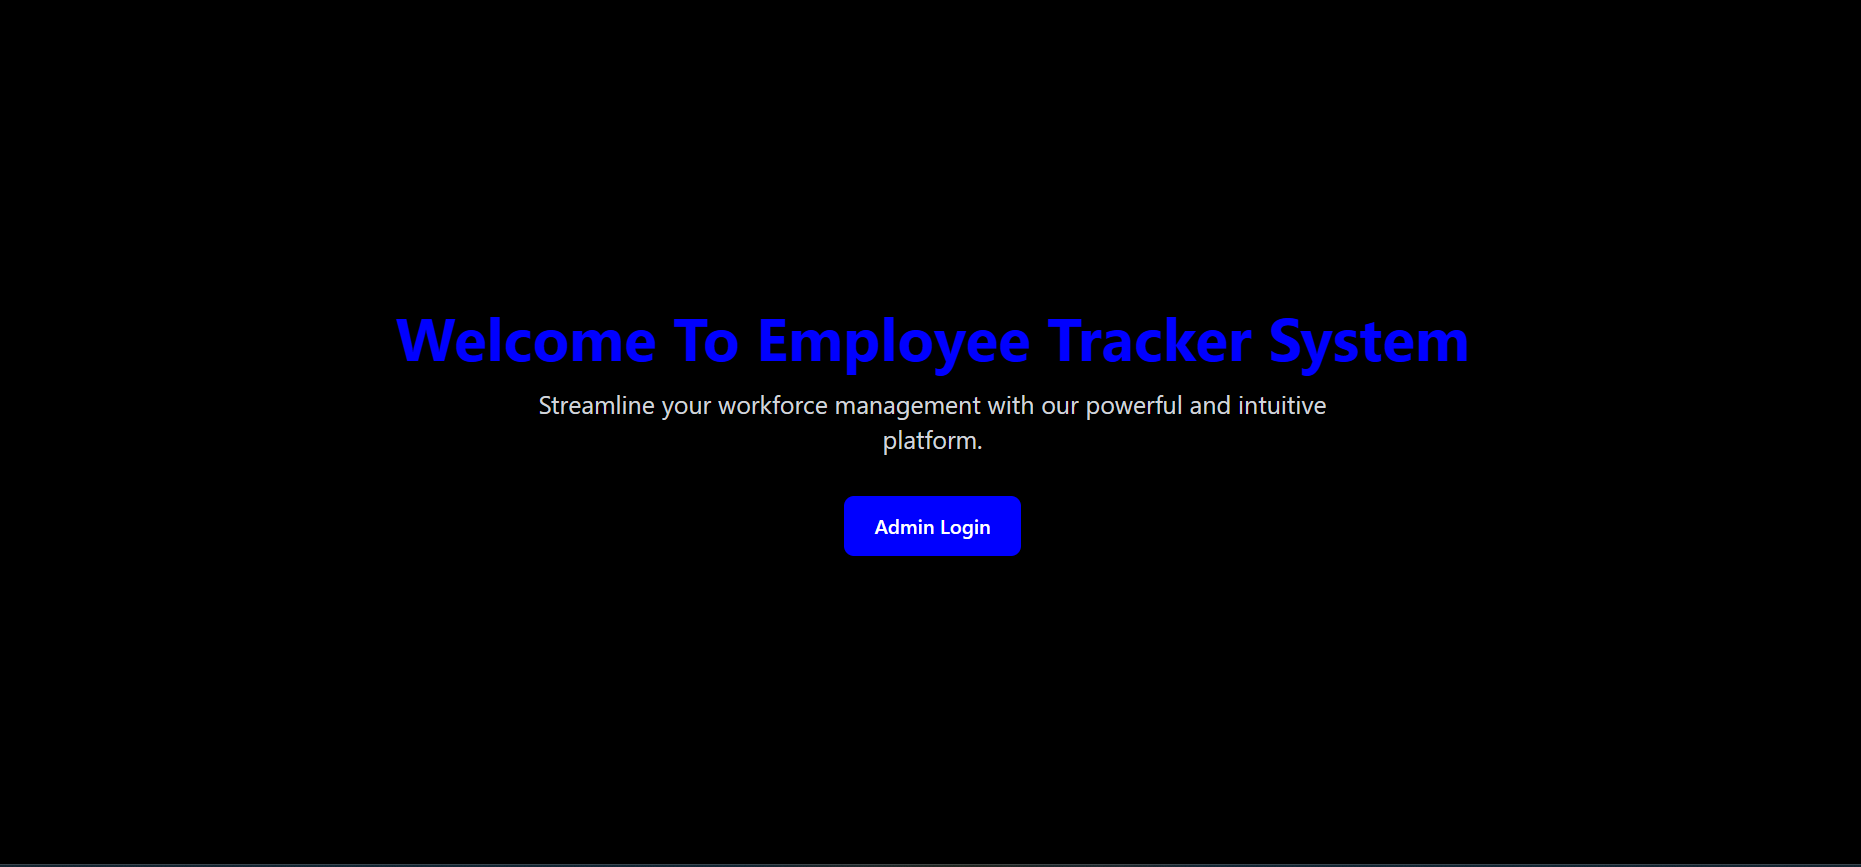 Welcome To Employee Tracker System
Streamline your workforce management with our powerful and intuitive
platform.
Admin Login